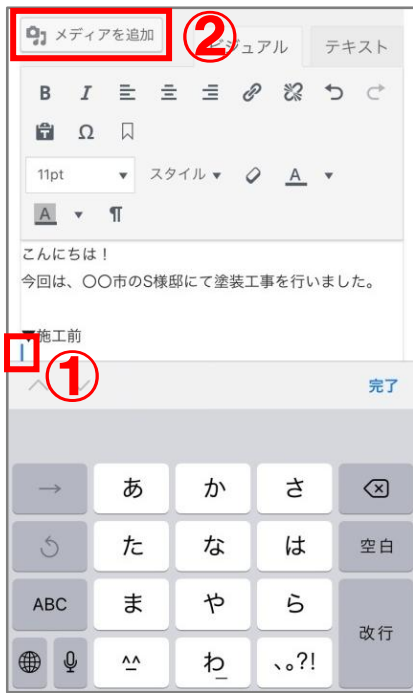 メディアを追加 ② ビジュアル テキスト
B I
Ω
11pt スタイル A
A ¶
こんにちは！
今回は、〇〇市のS様邸にて塗装工事を行いました。
▼施工前
①
完了
→ あ か さ
た な は 空白
ABC ま や ら 改行
^^ わ_ 、。?!